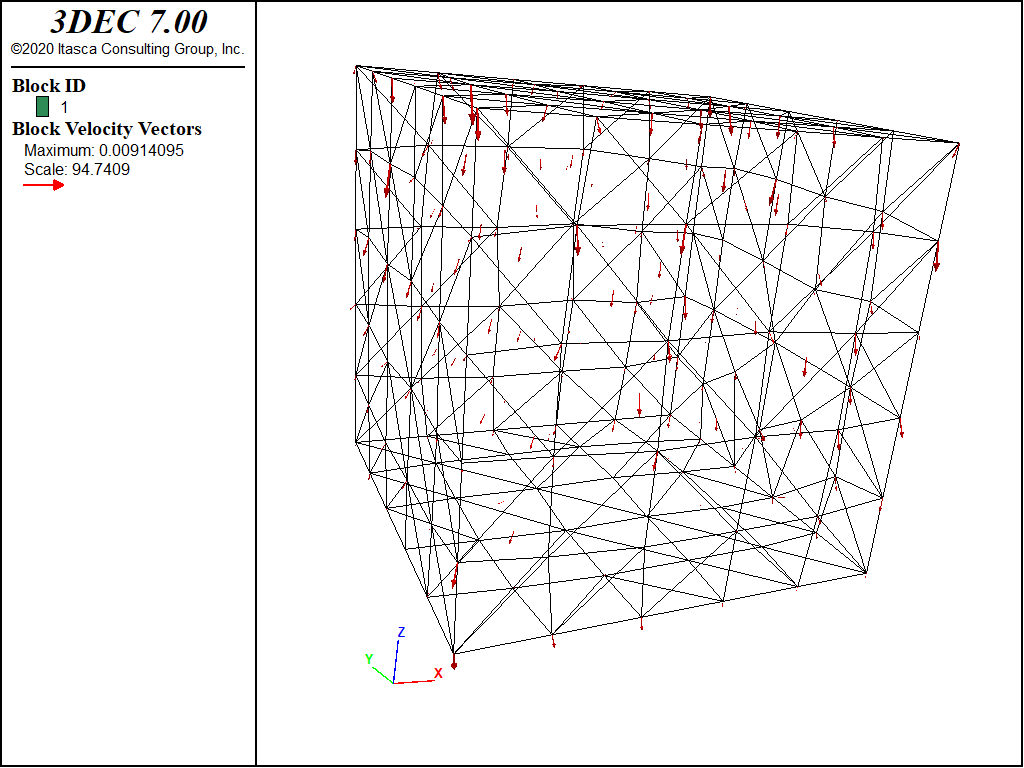 3DEC 7.00
©2020 Itasca Consulting Group, Inc.
Block ID
1
Block Velocity Vectors
Maximum: 0.00914095
Scale: 94.7409
Z
Y
X